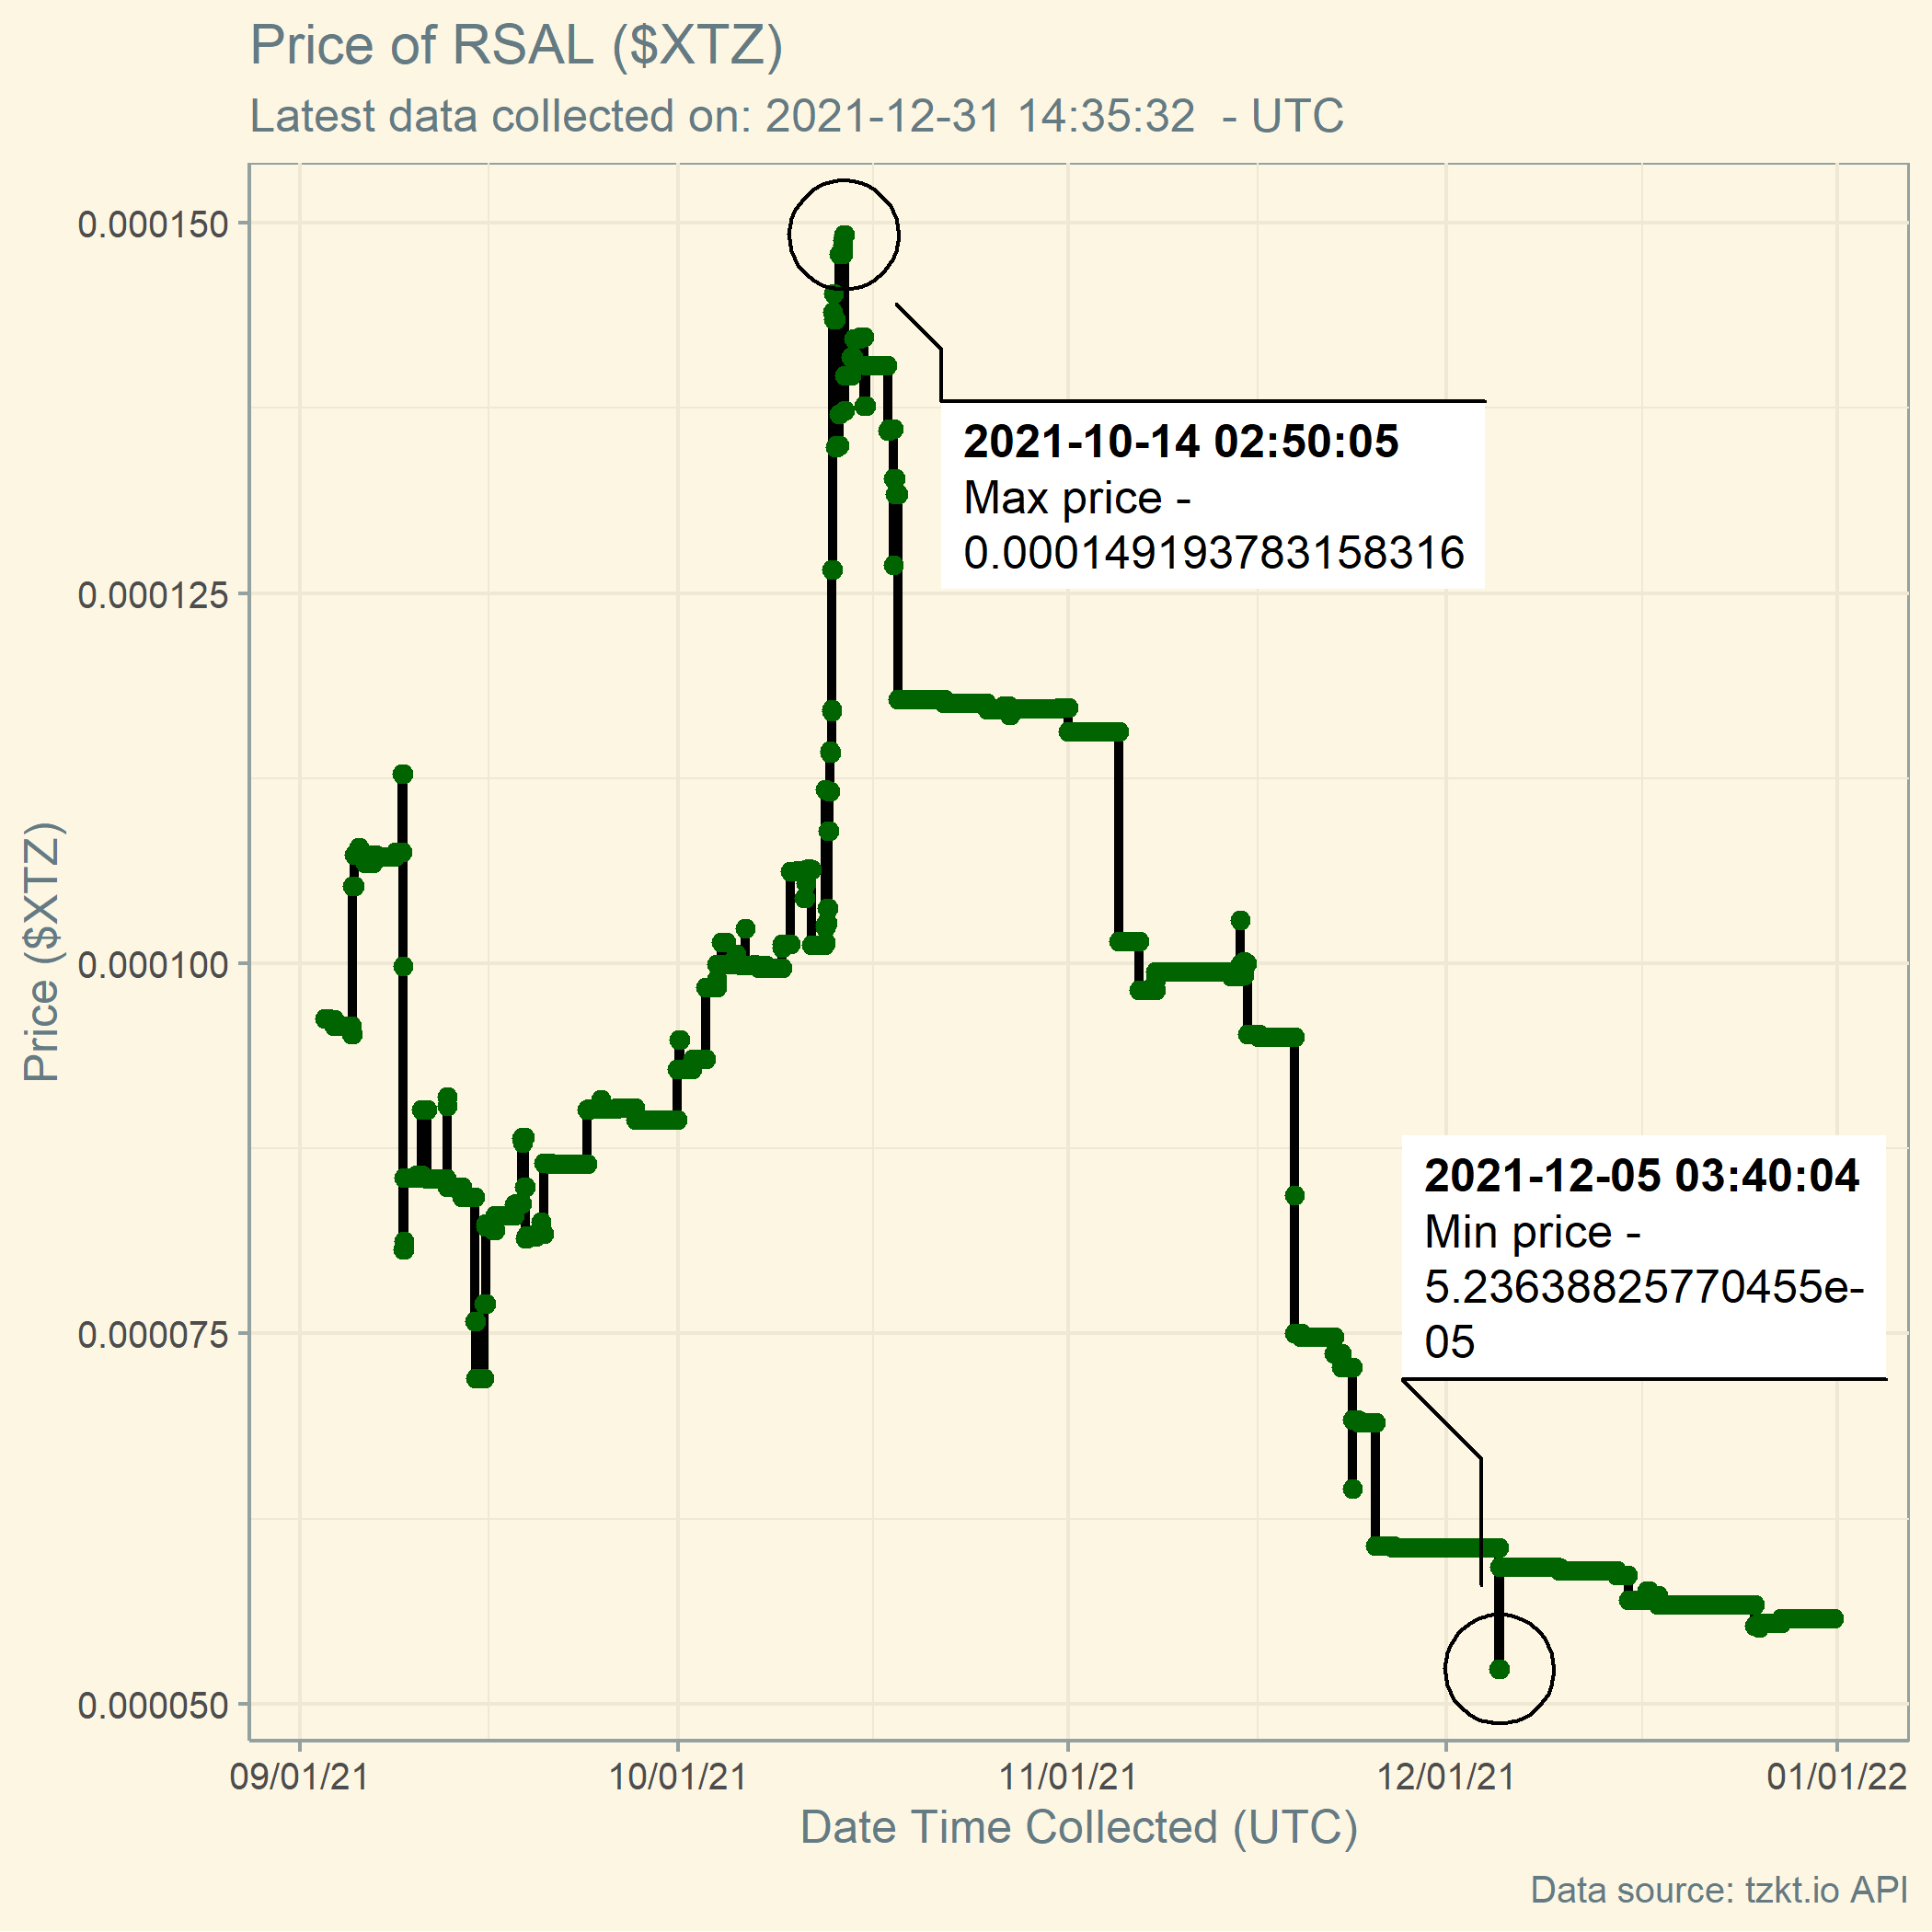 Price of RSAL ($XTZ)
Latest data collected on: 2021-12-31 14:35:32  - UTC
0.000150
0.000125
0.000100
0.000075
0.000050
Price ($XTZ)
2021-10-14 02:50:05
Max price -
0.000149193783158316
2021-12-05 03:40:04
Min price -
5.23638825770455e-
05
09/01/21
10/01/21
11/01/21
12/01/21
01/01/22
Date Time Collected (UTC)
Data source: tzkt.io API